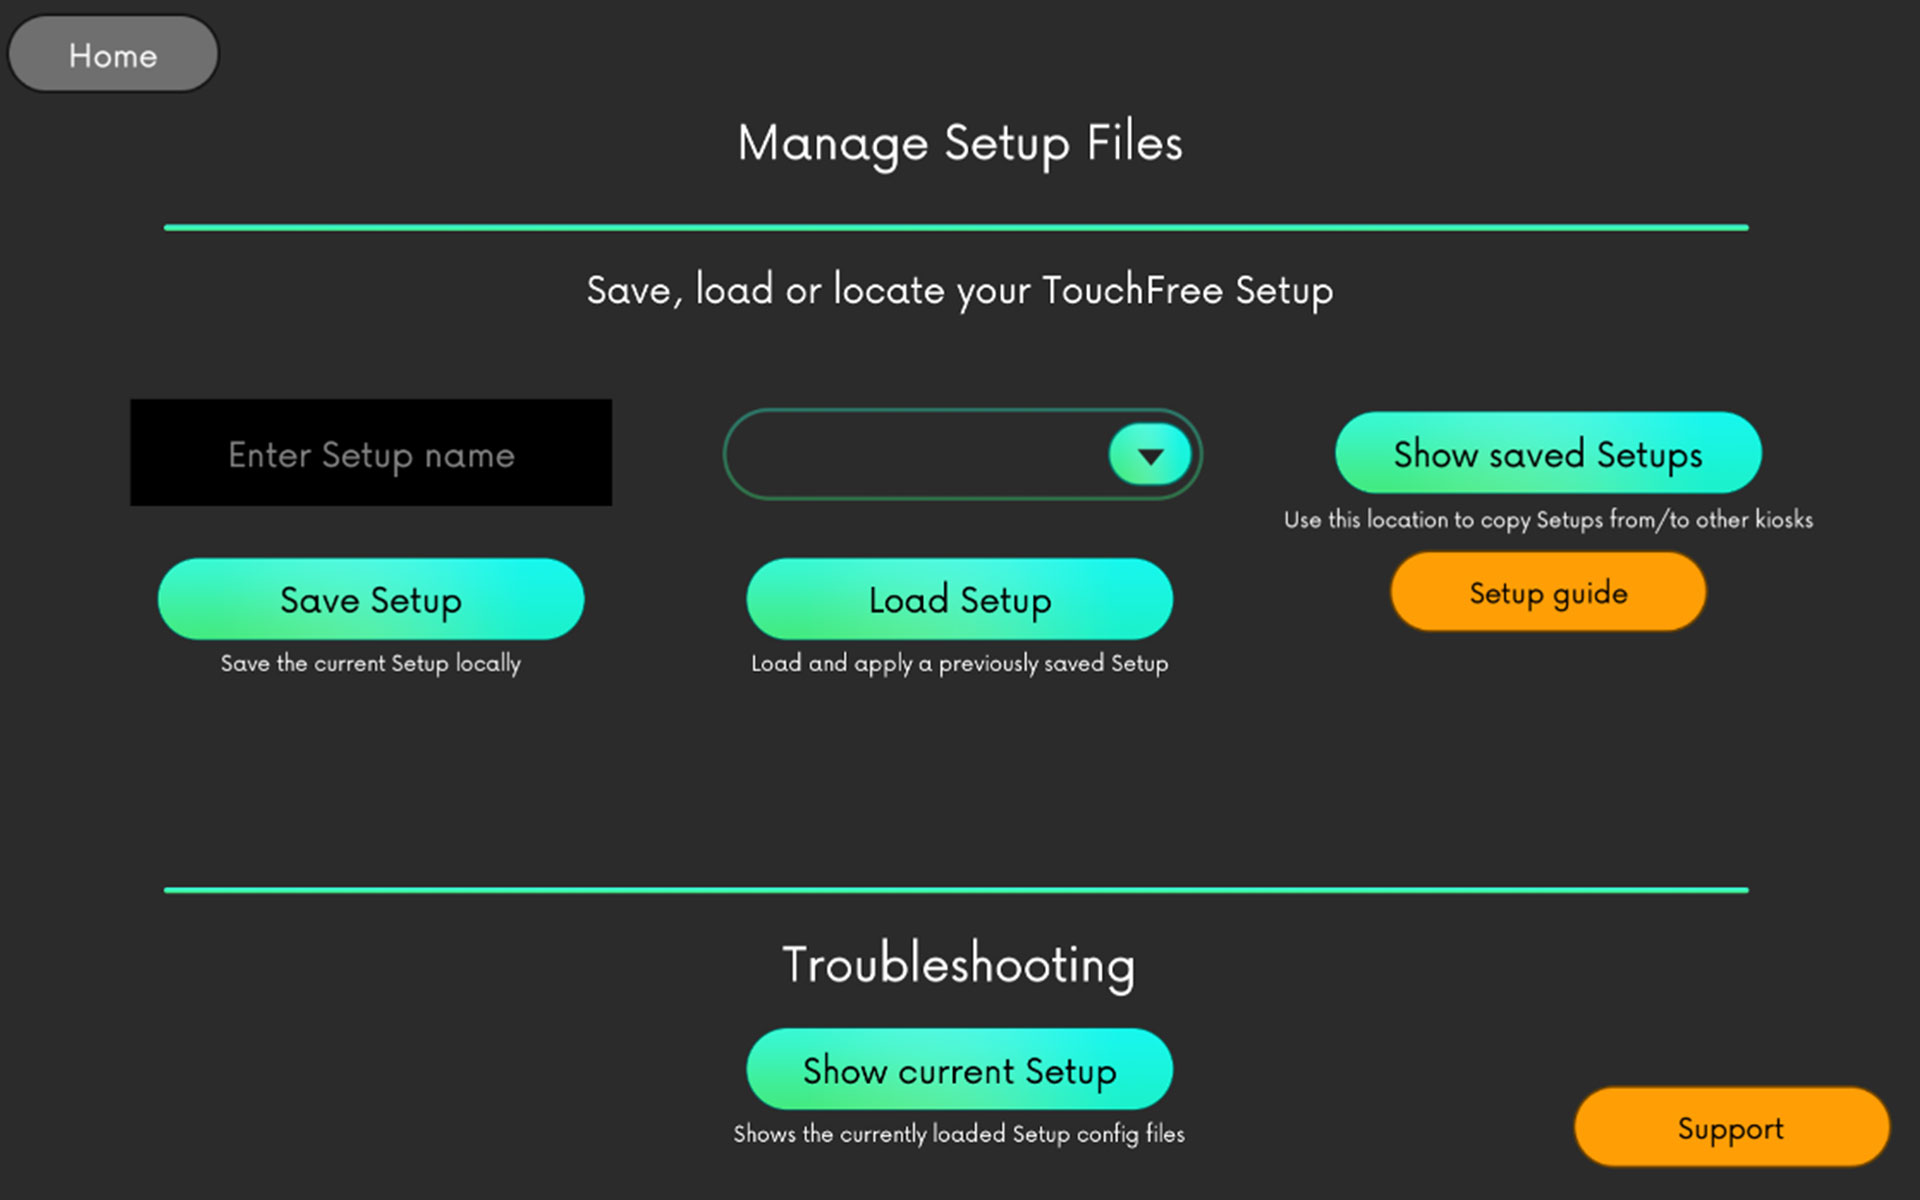 Home
Manage Setup Files
Save, load or locate your TouchFree Setup
Enter Setup name
Save Setup
Save the current Setup locally
Load Setup
Load and apply a previously saved Setup
Show saved Setups
Use this location to copy Setups from/to other kiosks
Setup guide
Troubleshooting
Show current Setup
Shows the currently loaded Setup config files
Support